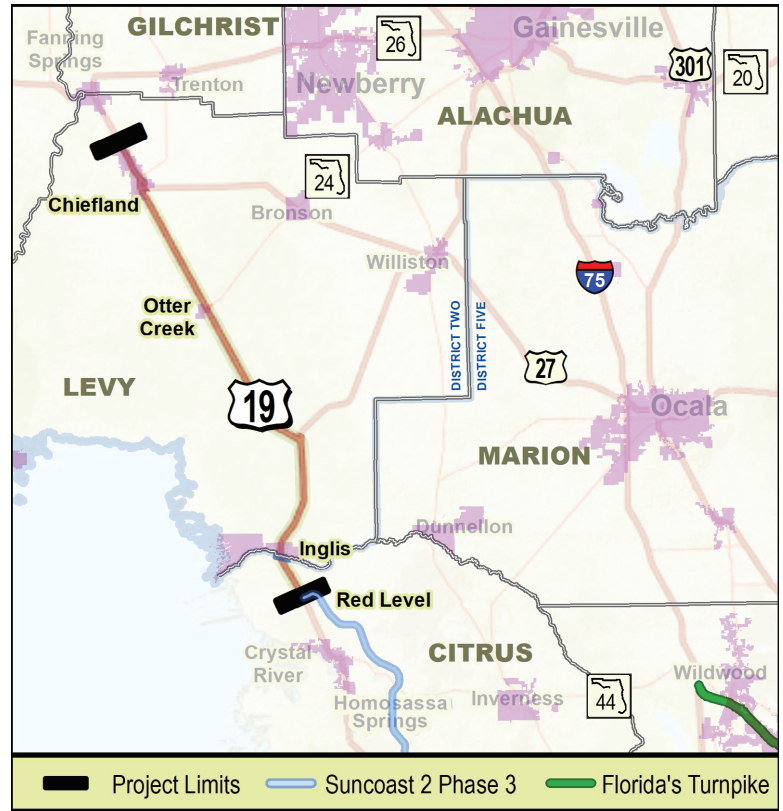 GILCHRIST
Fanning
Springs
26
Gainesville
301
20
Trenton
Newberry
ALACHUA
24
Chiefland
Bronson
Williston
Otter
Creek
75
DISTRICT TWO
DISTRICT FIVE
27
LEVY
19
Ocala
MARION
Dunnellon
Inglis
Red Level
Crystal
River
CITRUS
Wildwood
Homosassa
Springs
Inverness
44
Project Limits
Suncoast 2 Phase 3
Florida's Turnpike